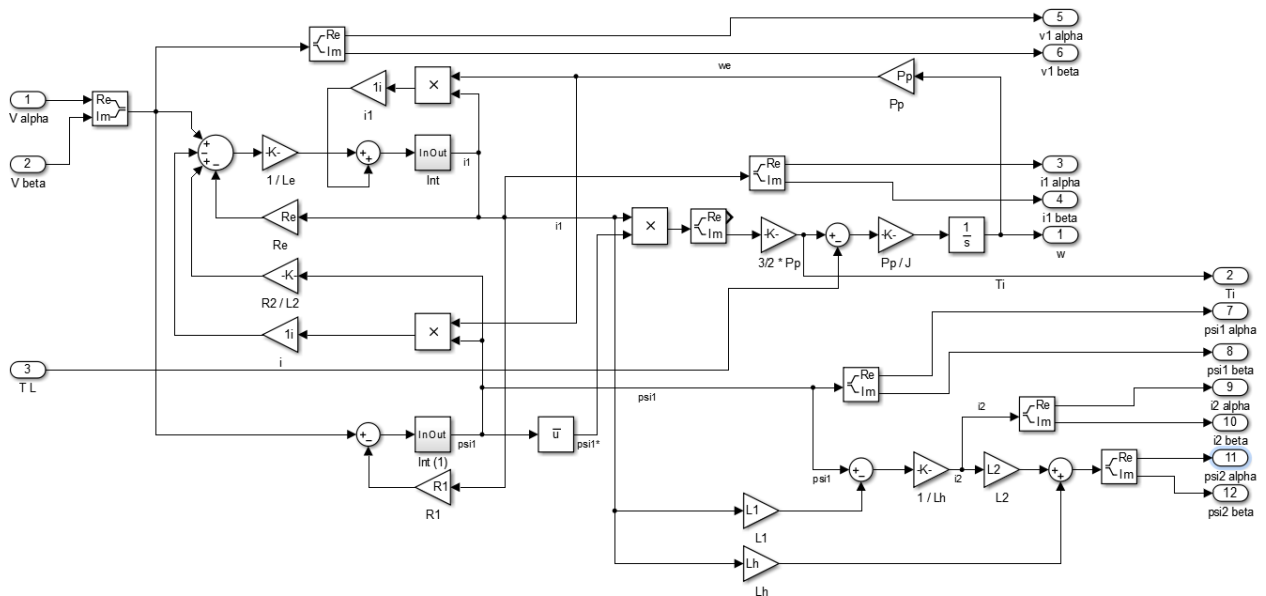 5
v1 alpha
6
v1 beta
Re
Im
we
Pp
Pp
1i
i1
×
1
V alpha
Re
Im
2
V beta
+
-
+
-
-K-
1 / Le
+
+
InOut
Int
i1
Re
Im
3
i1 alpha
4
i1 beta
Re
Re
i1
×
Re
Im
-K-
3/2 * Pp
+
-
-K-
Pp / J
1
s
1
w
-K-
R2 / L2
Ti
2
Ti
1i
i
×
7
psi1 alpha
3
T L
8
psi1 beta
Re
Im
psi1
9
i2 alpha
i2
Re
Im
10
i2 beta
+
-
InOut
Int (1)
psi1
u
psi1*
11
psi2 alpha
R1
R1
psi1
+
-
-K-
1 / Lh
i2
L2
L2
+
+
Re
Im
12
psi2 beta
L1
L1
Lh
Lh